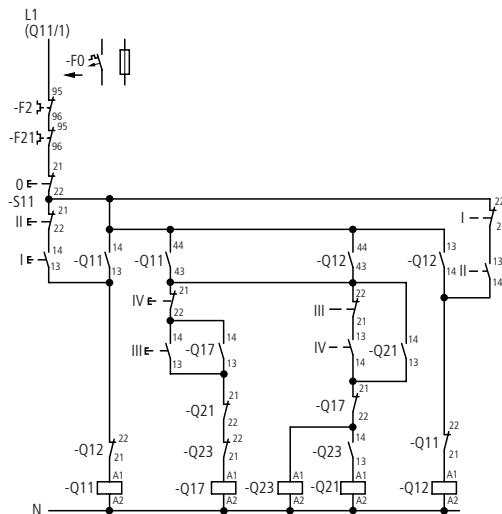 L1
(Q11/1)
-F0
95
-F2
96
95
-F21
96
21
0
22
-S11
21
II
22
14
I
13
14
-Q11
13
44
-Q11
43
44
-Q12
43
13
-Q12
14
22
I
2
13
II
14
21
IV
22
22
III
21
14
III
13
14
-Q17
13
13
IV
14
14
-Q21
13
22
-Q21
21
21
-Q17
22
22
-Q12
21
22
-Q23
21
14
-Q23
13
22
-Q11
21
A1
-Q11
A2
A1
-Q17
A2
A1
-Q23
A2
A1
-Q21
A2
A1
-Q12
A2
N